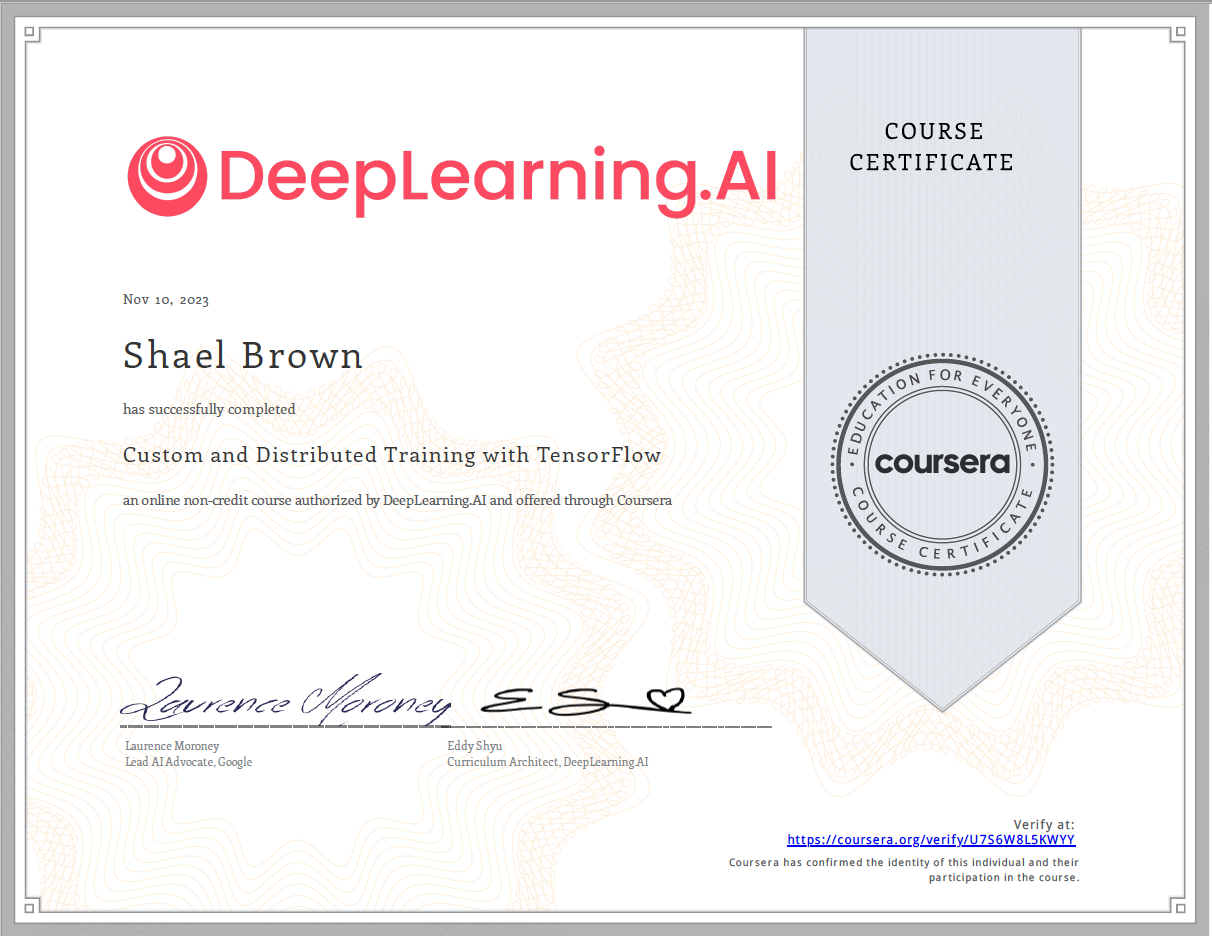 DeepLearning.AI
COURSE
CERTIFICATE
Nov 10, 2023
Shael Brown
has successfully completed
Custom and Distributed Training with TensorFlow
an online non-credit course authorized by DeepLearning.AI and offered through Coursera
EDUCATION FOR EVERYONE
coursera
COURSE CERTIFICATE
Laurence Moroney
Laurence Moroney
Lead AI Advocate, Google
Eddy Shyu
Curriculum Architect, DeepLearning.AI
Verify at:
https://coursera.org/verify/U7S6W8L5KWYY
Coursera has confirmed the identity of this individual and their
participation in the course.